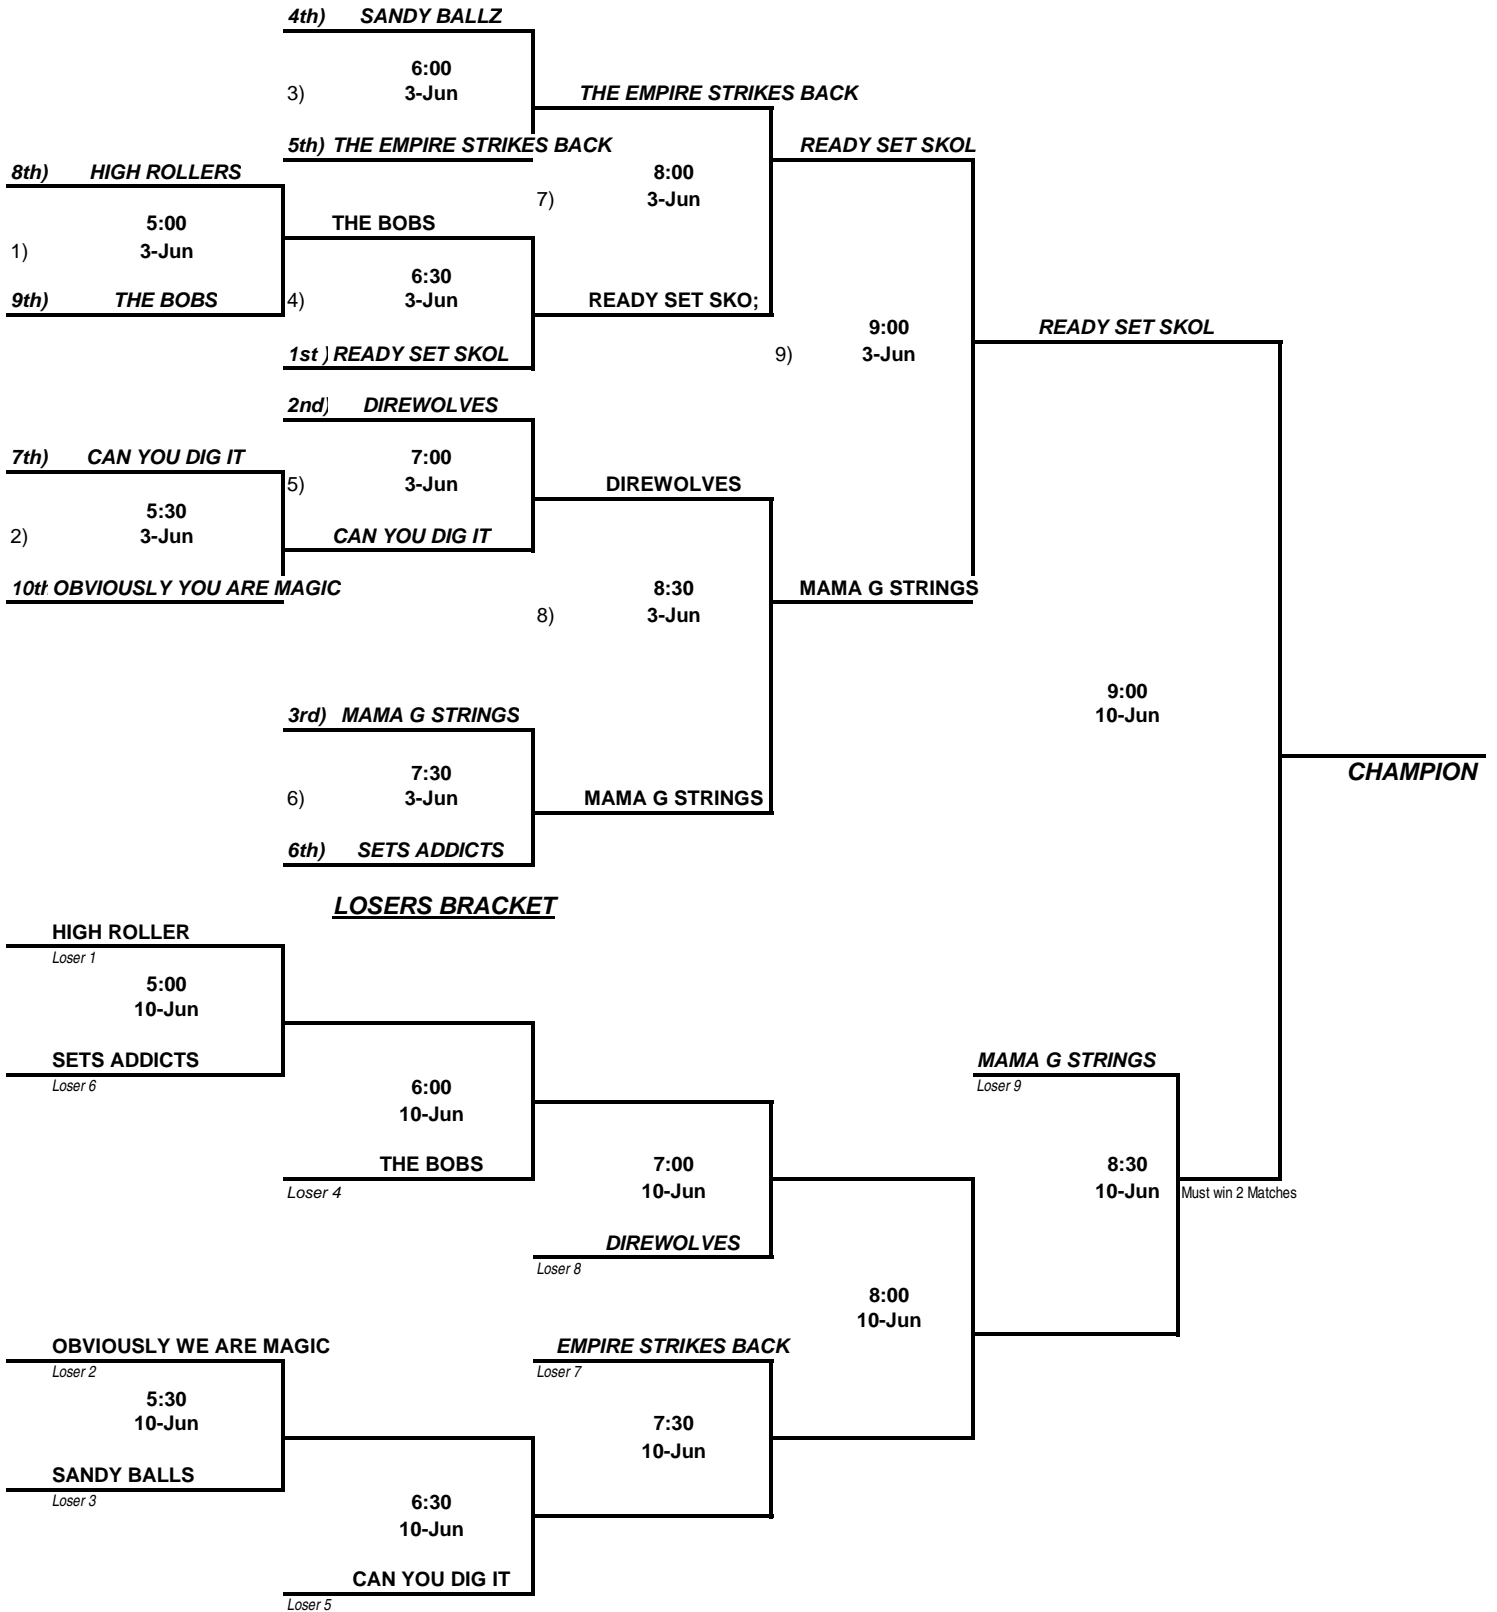 4th) SANDY BALLZ
6:00
3) 3-Jun THE EMPIRE STRIKES BACK
5th) THE EMPIRE STRIKES BACK READY SET SKOL
8th) HIGH ROLLERS 8:00
7) 3-Jun
5:00 THE BOBS
1) 3-Jun
6:30
9th) THE BOBS 4) 3-Jun READY SET SKO;
9:00 READY SET SKOL
1st ) READY SET SKOL 9) 3-Jun
2nd) DIREWOLVES
7th) CAN YOU DIG IT 7:00
5) 3-Jun DIREWOLVES
5:30
2) 3-Jun CAN YOU DIG IT
10th OBVIOUSLY YOU ARE MAGIC 8:30 MAMA G STRINGS
8) 3-Jun
9:00
3rd) MAMA G STRINGS 10-Jun
7:30 CHAMPION
6) 3-Jun MAMA G STRINGS
6th) SETS ADDICTS
LOSERS BRACKET
HIGH ROLLER
Loser 1
5:00
10-Jun
SETS ADDICTS MAMA G STRINGS
Loser 6 6:00 Loser 9
10-Jun
THE BOBS 7:00 8:30
Loser 4 10-Jun 10-Jun Must win 2 Matches
DIREWOLVES
Loser 8
8:00
10-Jun
OBVIOUSLY WE ARE MAGIC EMPIRE STRIKES BACK
Loser 2 Loser 7
5:30
10-Jun 7:30
10-Jun
SANDY BALLS
Loser 3 6:30
10-Jun
CAN YOU DIG IT
Loser 5